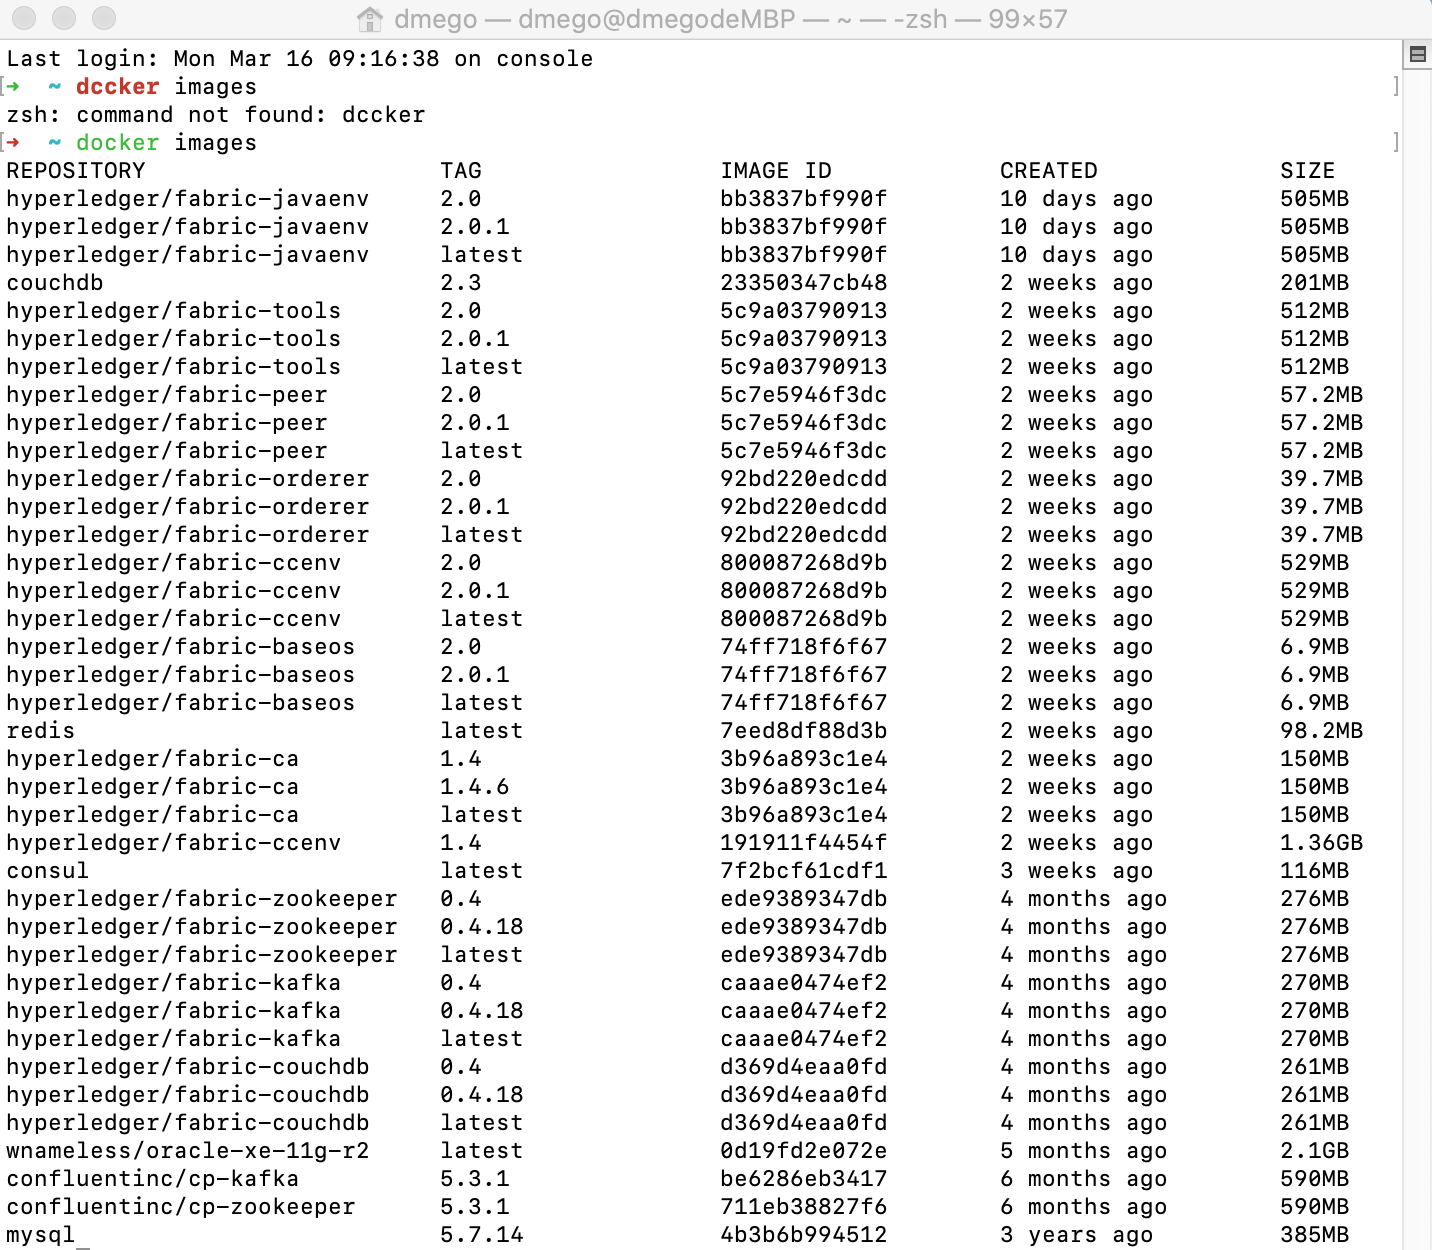 dmego — dmego@dmegodeMBP — ~ — -zsh — 99×57
Last login: Mon Mar 16 09:16:38 on console
[➜  ~ dccker images ]
zsh: command not found: dccker
[➜  ~ docker images ]
REPOSITORY TAG IMAGE ID CREATED SIZE
hyperledger/fabric-javaenv 2.0 bb3837bf990f 10 days ago 505MB
hyperledger/fabric-javaenv 2.0.1 bb3837bf990f 10 days ago 505MB
hyperledger/fabric-javaenv latest bb3837bf990f 10 days ago 505MB
couchdb 2.3 23350347cb48 2 weeks ago 201MB
hyperledger/fabric-tools 2.0 5c9a03790913 2 weeks ago 512MB
hyperledger/fabric-tools 2.0.1 5c9a03790913 2 weeks ago 512MB
hyperledger/fabric-tools latest 5c9a03790913 2 weeks ago 512MB
hyperledger/fabric-peer 2.0 5c7e5946f3dc 2 weeks ago 57.2MB
hyperledger/fabric-peer 2.0.1 5c7e5946f3dc 2 weeks ago 57.2MB
hyperledger/fabric-peer latest 5c7e5946f3dc 2 weeks ago 57.2MB
hyperledger/fabric-orderer 2.0 92bd220edcdd 2 weeks ago 39.7MB
hyperledger/fabric-orderer 2.0.1 92bd220edcdd 2 weeks ago 39.7MB
hyperledger/fabric-orderer latest 92bd220edcdd 2 weeks ago 39.7MB
hyperledger/fabric-ccenv 2.0 800087268d9b 2 weeks ago 529MB
hyperledger/fabric-ccenv 2.0.1 800087268d9b 2 weeks ago 529MB
hyperledger/fabric-ccenv latest 800087268d9b 2 weeks ago 529MB
hyperledger/fabric-baseos 2.0 74ff718f6f67 2 weeks ago 6.9MB
hyperledger/fabric-baseos 2.0.1 74ff718f6f67 2 weeks ago 6.9MB
hyperledger/fabric-baseos latest 74ff718f6f67 2 weeks ago 6.9MB
redis latest 7eed8df88d3b 2 weeks ago 98.2MB
hyperledger/fabric-ca 1.4 3b96a893c1e4 2 weeks ago 150MB
hyperledger/fabric-ca 1.4.6 3b96a893c1e4 2 weeks ago 150MB
hyperledger/fabric-ca latest 3b96a893c1e4 2 weeks ago 150MB
hyperledger/fabric-ccenv 1.4 191911f4454f 2 weeks ago 1.36GB
consul latest 7f2bcf61cdf1 3 weeks ago 116MB
hyperledger/fabric-zookeeper 0.4 ede9389347db 4 months ago 276MB
hyperledger/fabric-zookeeper 0.4.18 ede9389347db 4 months ago 276MB
hyperledger/fabric-zookeeper latest ede9389347db 4 months ago 276MB
hyperledger/fabric-kafka 0.4 caaae0474ef2 4 months ago 270MB
hyperledger/fabric-kafka 0.4.18 caaae0474ef2 4 months ago 270MB
hyperledger/fabric-kafka latest caaae0474ef2 4 months ago 270MB
hyperledger/fabric-couchdb 0.4 d369d4eaa0fd 4 months ago 261MB
hyperledger/fabric-couchdb 0.4.18 d369d4eaa0fd 4 months ago 261MB
hyperledger/fabric-couchdb latest d369d4eaa0fd 4 months ago 261MB
wnameless/oracle-xe-11g-r2 latest 0d19fd2e072e 5 months ago 2.1GB
confluentinc/cp-kafka 5.3.1 be6286eb3417 6 months ago 590MB
confluentinc/cp-zookeeper 5.3.1 711eb38827f6 6 months ago 590MB
mysql 5.7.14 4b3b6b994512 3 years ago 385MB